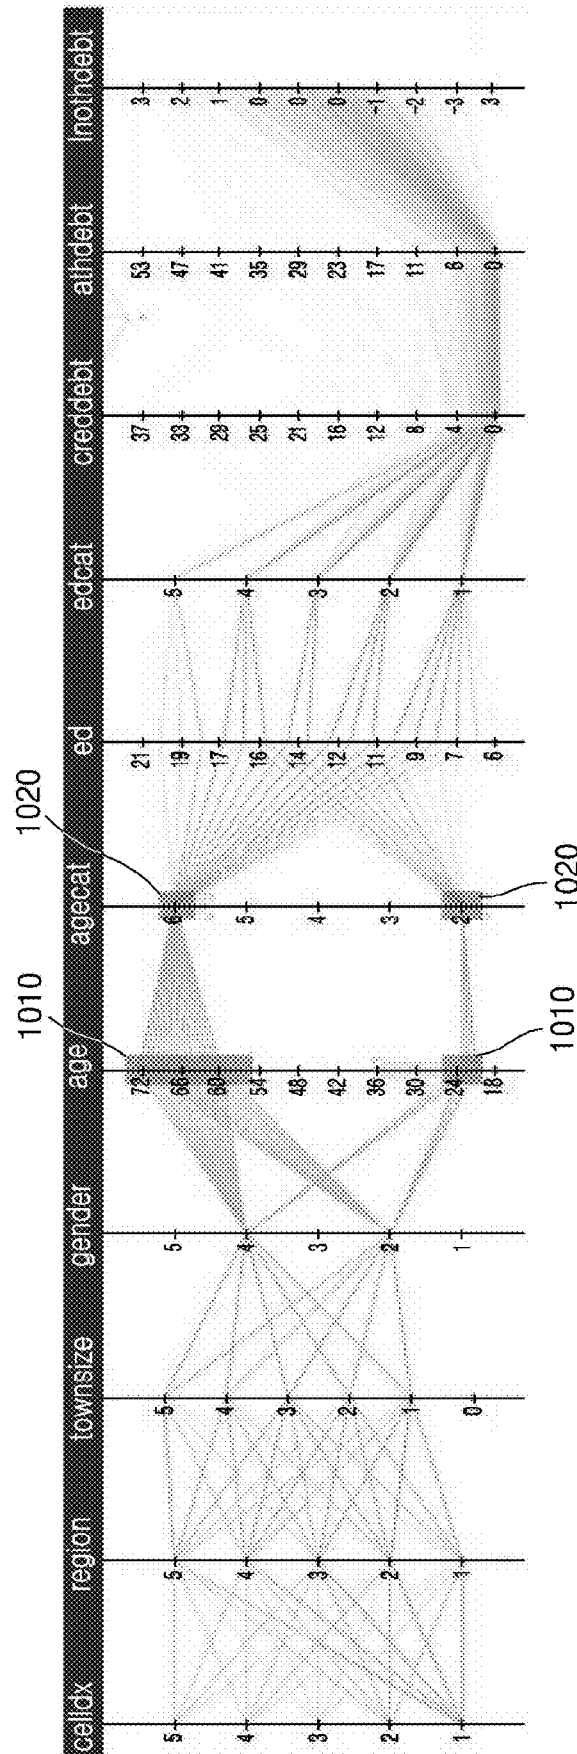 cellIdx region townsize gender age agecat ed edcat creddebt othdebt lnothdebt
1010
1020
5 4 3 2 1
5 4 3 2 1
5 4 3 2 1 0
5 4 3 2 1
72 66 60 54 48 42 36 30 24 18
6 5 4 3 2
21 19 17 16 14 12 11 9 7 6
5 4 3 2 1
37 33 29 25 21 16 12 8 4 0
53 47 41 35 29 23 17 11 6 0
3 2 1 0 0 0 -1 -2 -3 3
1010
1020